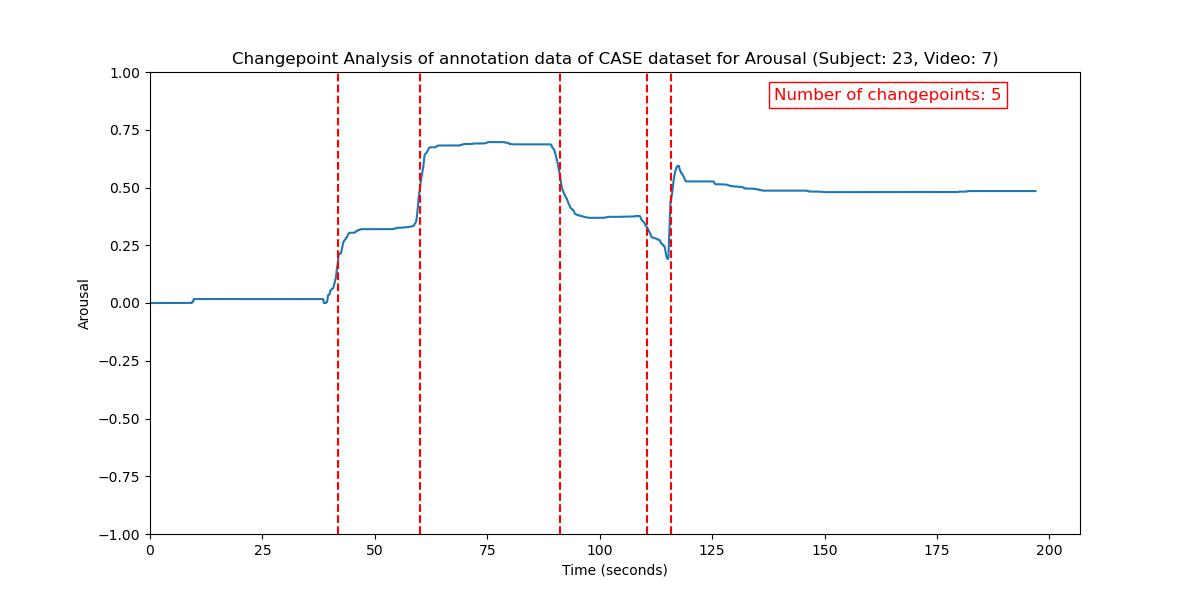 Changepoint Analysis of annotation data of CASE dataset for Arousal (Subject: 23, Video: 7)
Number of changepoints: 5
1.00
0.75
0.50
0.25
0.00
−0.25
−0.50
−0.75
−1.00
Arousal
0 25 50 75 100 125 150 175 200
Time (seconds)